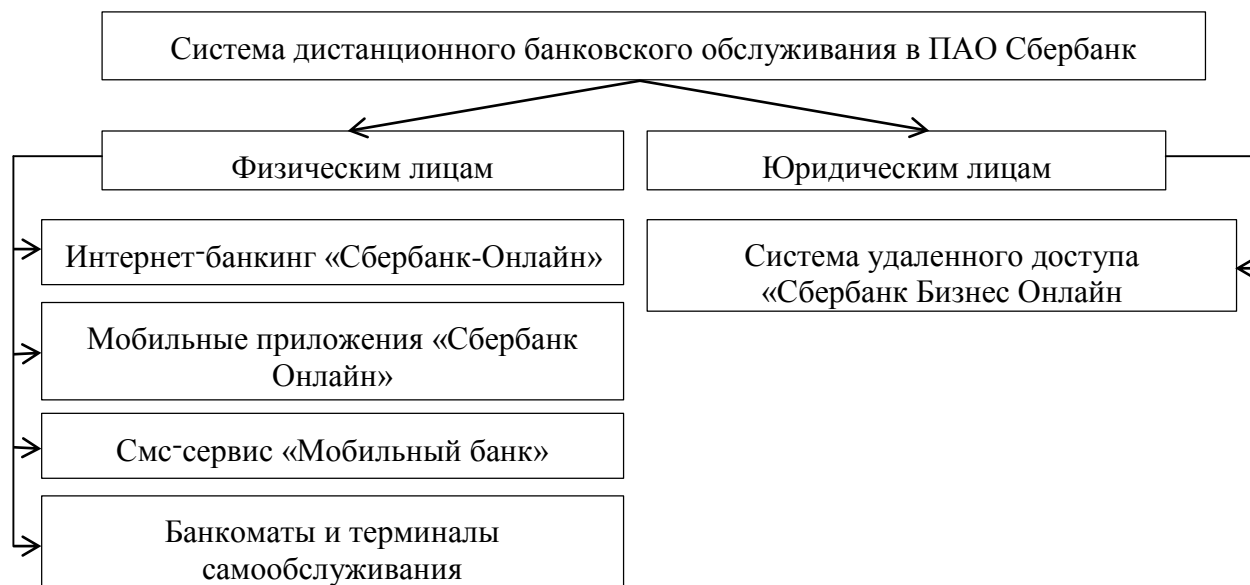 Система дистанционного банковского обслуживания в ПАО Сбербанк
Физическим лицам
Юридическим лицам
Интернет-банкинг «Сбербанк-Онлайн»
Мобильные приложения «Сбербанк
Онлайн»
Смс-сервис «Мобильный банк»
Банкоматы и терминалы
самообслуживания
Система удаленного доступа
«Сбербанк Бизнес Онлайн